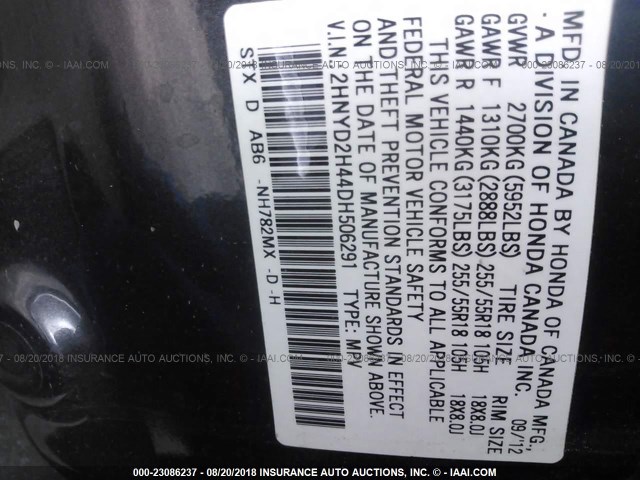 MFD. IN CANADA BY HONDA OF CANADA MFG.,
· A DIVISION OF HONDA CANADA INC. 09/'12
GVWR 2700KG (5952LBS) TIRE SIZE RIM SIZE
GAWR F 1310KG (2888LBS) 255/55R18 105H 18X8.0J
GAWR R 1440KG (3175LBS) 255/55R18 105H 18X8.0J
THIS VEHICLE CONFORMS TO ALL APPLICABLE
FEDERAL MOTOR VEHICLE SAFETY
AND THEFT PREVENTION STANDARDS IN EFFECT
ON THE DATE OF MANUFACTURE SHOWN ABOVE.
V.I.N.: 2HNYD2H44DH506291 TYPE: MPV
STX D AB6 -NH782MX -D -H
000-23086237 - 08/20/2018 INSURANCE AUTO AUCTIONS, INC. - © IAAI.COM